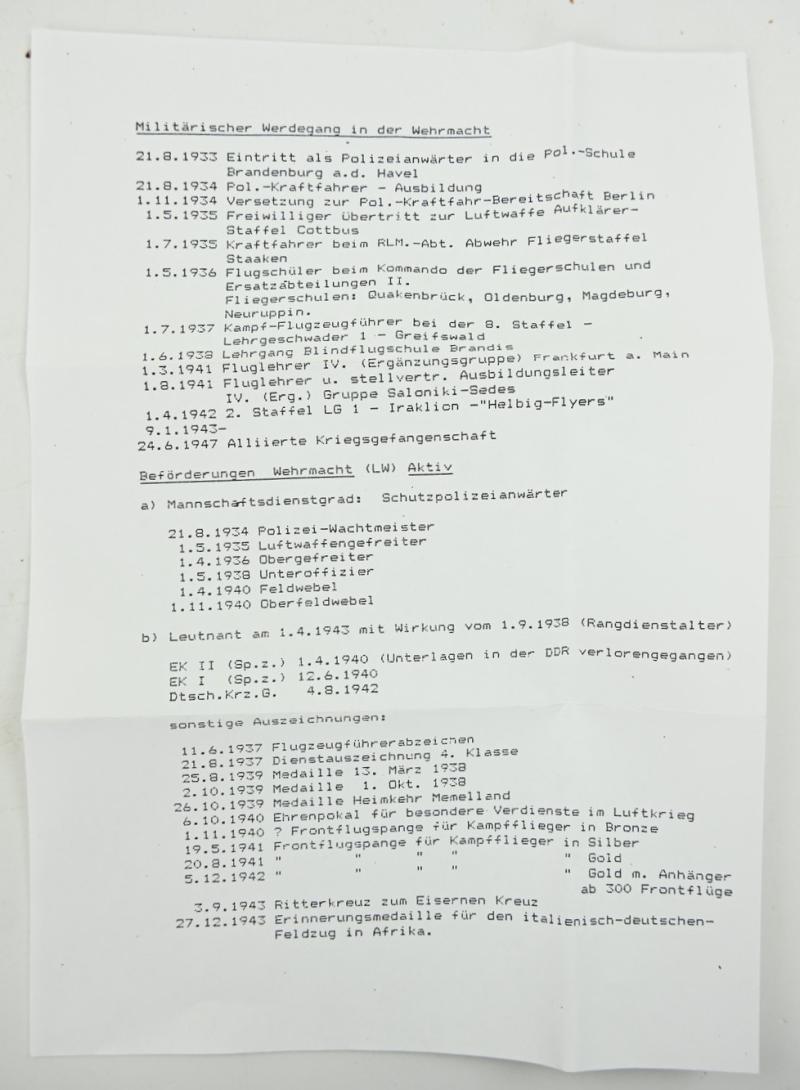 Militärischer Werdegang in der Wehrmacht
21.8.1933 Eintritt als Polizeianwärter in die Pol.-Schule
Brandenburg a.d. Havel
21.8.1934 Pol.-Kraftfahrer - Ausbildung
1.11.1934 Versetzung zur Pol.-Kraftfahr-Bereitschaft Berlin
1.5.1935 Freiwilliger Übertritt zur Luftwaffe Aufklärer-
Staffel Cottbus
1.7.1935 Kraftfahrer beim RLM.-Abt. Abwehr Fliegerstaffel
Staaken
1.5.1936 Flugschüler beim Kommando der Fliegerschulen und
Ersatzabteilungen II.
Fliegerschulen: Quakenbrück, Oldenburg, Magdeburg,
Neuruppin.
1.7.1937 Kampf-Flugzeugführer bei der 8. Staffel -
Lehrgeschwader 1 - Greifswald
1.6.1938 Lehrgang Blindflugschule Brandis
1.3.1941 Fluglehrer IV. (Ergänzungsgruppe) Frankfurt a. Main
1.8.1941 Fluglehrer u. stellvertr. Ausbildungsleiter
IV. (Erg.) Gruppe Saloniki-Sedes
1.4.1942 2. Staffel LG 1 - Iraklion -"Helbig-Flyers"
9.1.1943-
24.6.1947 Alliierte Kriegsgefangenschaft
Beförderungen Wehrmacht (LW) Aktiv
a) Mannschaftsdienstgrad: Schutzpolizeianwärter
21.8.1934 Polizei-Wachtmeister
1.5.1935 Luftwaffengefreiter
1.4.1936 Obergefreiter
1.5.1938 Unteroffizier
1.4.1940 Feldwebel
1.11.1940 Oberfeldwebel
b) Leutnant am 1.4.1943 mit Wirkung vom 1.9.1938 (Rangdienstalter)
EK II (Sp.z.) 1.4.1940 (Unterlagen in der DDR verlorengegangen)
EK I (Sp.z.) 12.6.1940
Dtsch.Krz.G. 4.8.1942
sonstige Auszeichnungen:
11.6.1937 Flugzeugführerabzeichen
21.8.1937 Dienstauszeichnung 4. Klasse
25.8.1939 Medaille 13. März 1938
2.10.1939 Medaille 1. Okt. 1938
26.10.1939 Medaille Heimkehr Memelland
6.10.1940 Ehrenpokal für besondere Verdienste im Luftkrieg
1.11.1940 ? Frontflugspange für Kampfflieger in Bronze
19.5.1941 Frontflugspange für Kampfflieger in Silber
20.8.1941 " " " " " Gold
5.12.1942 " " " " " Gold m. Anhänger
ab 300 Frontflüge
3.9.1943 Ritterkreuz zum Eisernen Kreuz
27.12.1943 Erinnerungsmedaille für den italienisch-deutschen-
Feldzug in Afrika.